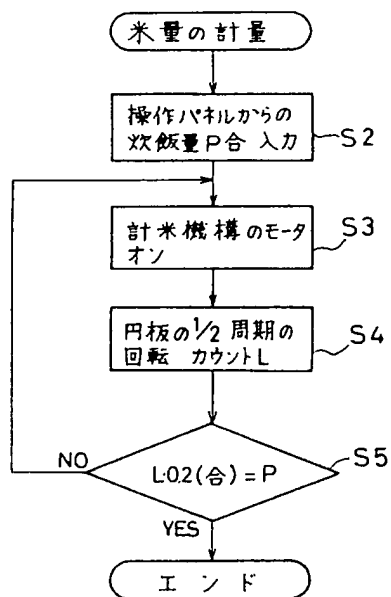 米量の計量
操作パネルからの
炊飯量P合 入力
S2
計米機構のモータ
オン
S3
円板の1/2周期の
回転 カウントL
S4
L·0.2(合)=P
S5
NO
YES
エンド